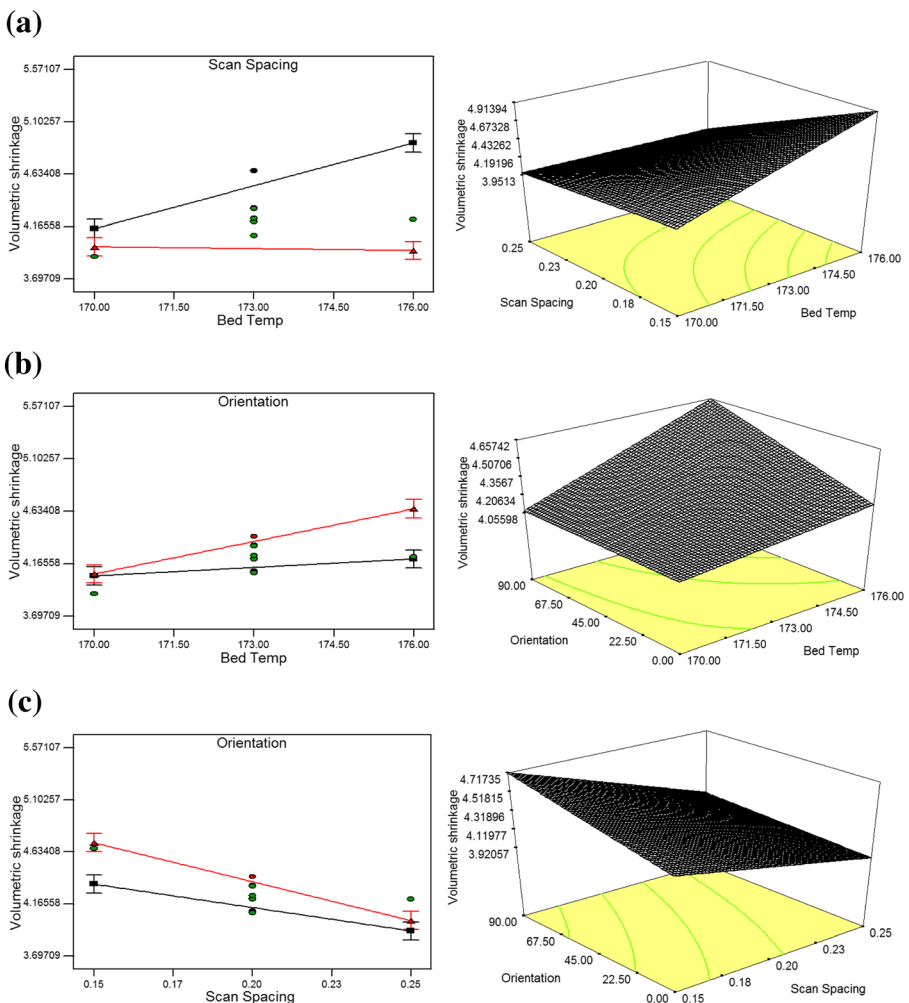 (a)
Scan Spacing
Volumetric shrinkage
5.57107
5.10257
4.63408
4.16558
3.69709
170.00 171.50 173.00 174.50 176.00
Bed Temp
Volumetric shrinkage
4.91394
4.67328
4.43262
4.19196
3.9513
0.25
0.23
0.20
0.18
0.15
Scan Spacing
170.00
171.50
173.00
174.50
176.00
Bed Temp
(b)
Orientation
Volumetric shrinkage
5.57107
5.10257
4.63408
4.16558
3.69709
170.00 171.50 173.00 174.50 176.00
Bed Temp
Volumetric shrinkage
4.65742
4.50706
4.3567
4.20634
4.05598
90.00
67.50
45.00
22.50
0.00
Orientation
170.00
171.50
173.00
174.50
176.00
Bed Temp
(c)
Orientation
Volumetric shrinkage
5.57107
5.10257
4.63408
4.16558
3.69709
0.15 0.17 0.20 0.22 0.25
Scan Spacing
Volumetric shrinkage
4.71735
4.51815
4.31896
4.11977
3.92057
90.00
67.50
45.00
22.50
0.00
Orientation
0.15
0.18
0.20
0.23
0.25
Scan Spacing